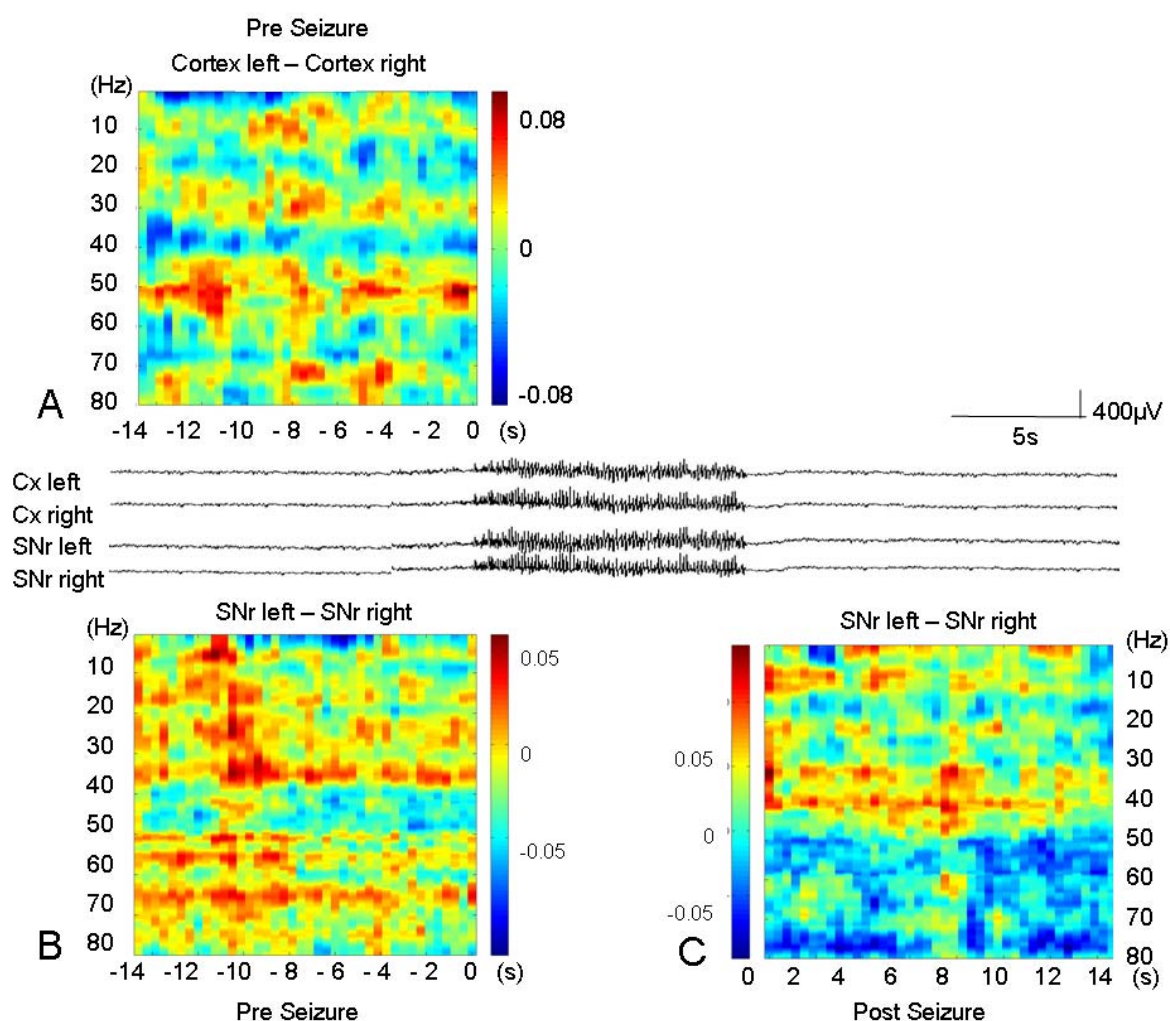 Pre Seizure
Cortex left – Cortex right
(Hz)
10
20
30
40
50
60
70
80
0.08
0
-0.08
A
-14 -12 -10 -8 - 6 - 4 - 2 0 (s)
400µV
5s
Cx left
Cx right
SNr left
SNr right
SNr left – SNr right
(Hz)
10
20
30
40
50
60
70
80
0.05
0
-0.05
B
-14 -12 -10 -8 - 6 - 4 - 2 0 (s)
Pre Seizure
SNr left – SNr right
(Hz)
10
20
30
40
50
60
70
80
0.05
0
-0.05
C
0 2 4 6 8 10 12 14 (s)
Post Seizure